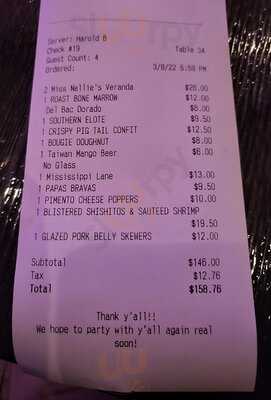 Server: Harold B
Check #19 Table 3A
Guest Count: 4
Ordered: 3/8/22 5:58 PM
2 Miss Nellie's Veranda $26.00
1 ROAST BONE MARROW $12.00
Del Bac Dorado $8.00
1 SOUTHERN ELOTE $9.50
1 CRISPY PIG TAIL CONFIT $12.50
1 BOUGIE DOUGHNUT $8.00
1 Taiwan Mango Beer $6.00
No Glass
1 Mississippi Lane $13.00
1 PAPAS BRAVAS $9.50
1 PIMENTO CHEESE POPPERS $10.00
1 BLISTERED SHISHITOS & SAUTEED SHRIMP
$19.50
1 GLAZED PORK BELLY SKEWERS $12.00
Subtotal $146.00
Tax $12.76
Total $158.76
Thank y'all!!
We hope to party with y'all again real
soon!